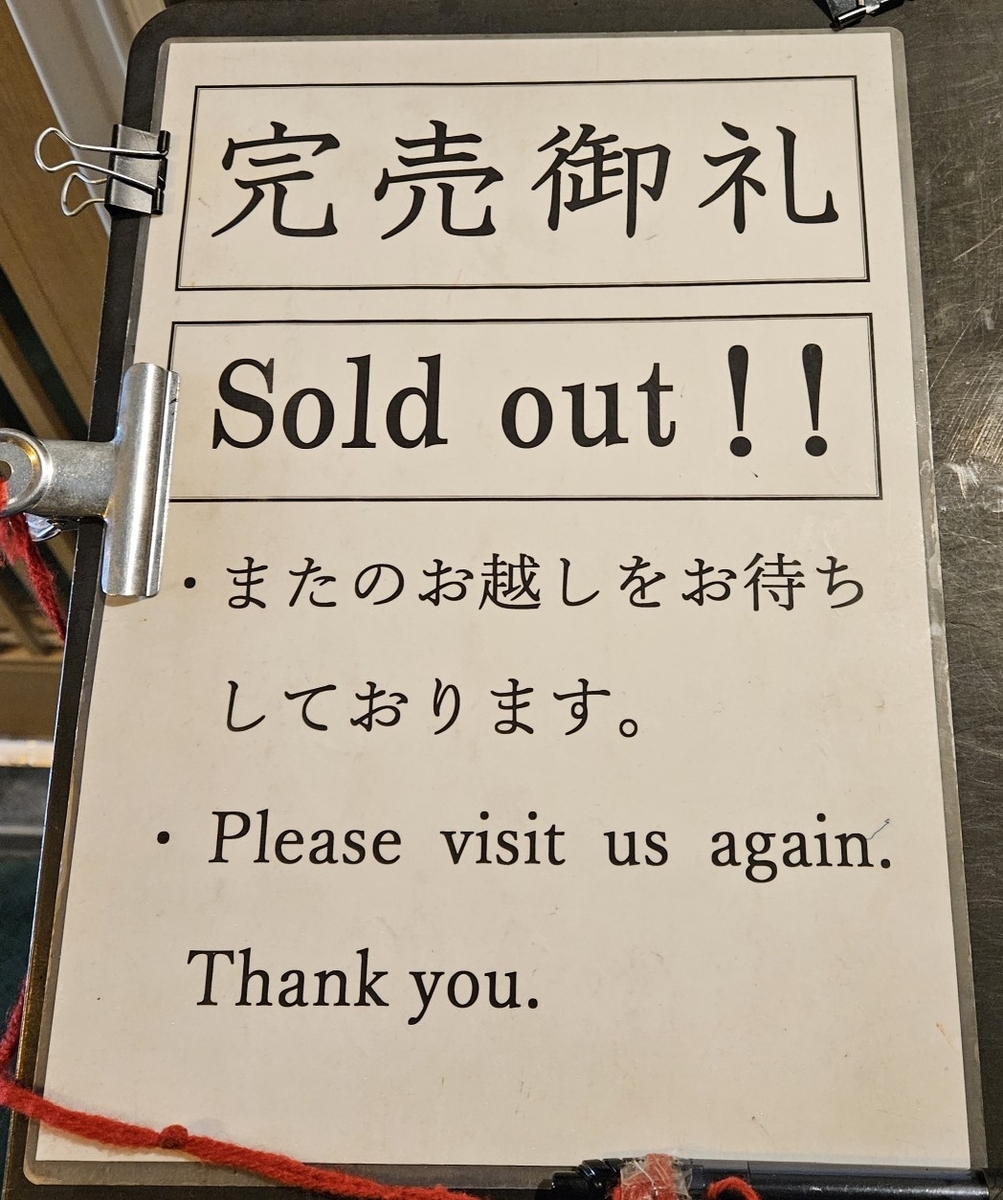 完売御礼
Sold out!!
・またのお越しをお待ち
しております。
・Please visit us again.
Thank you.